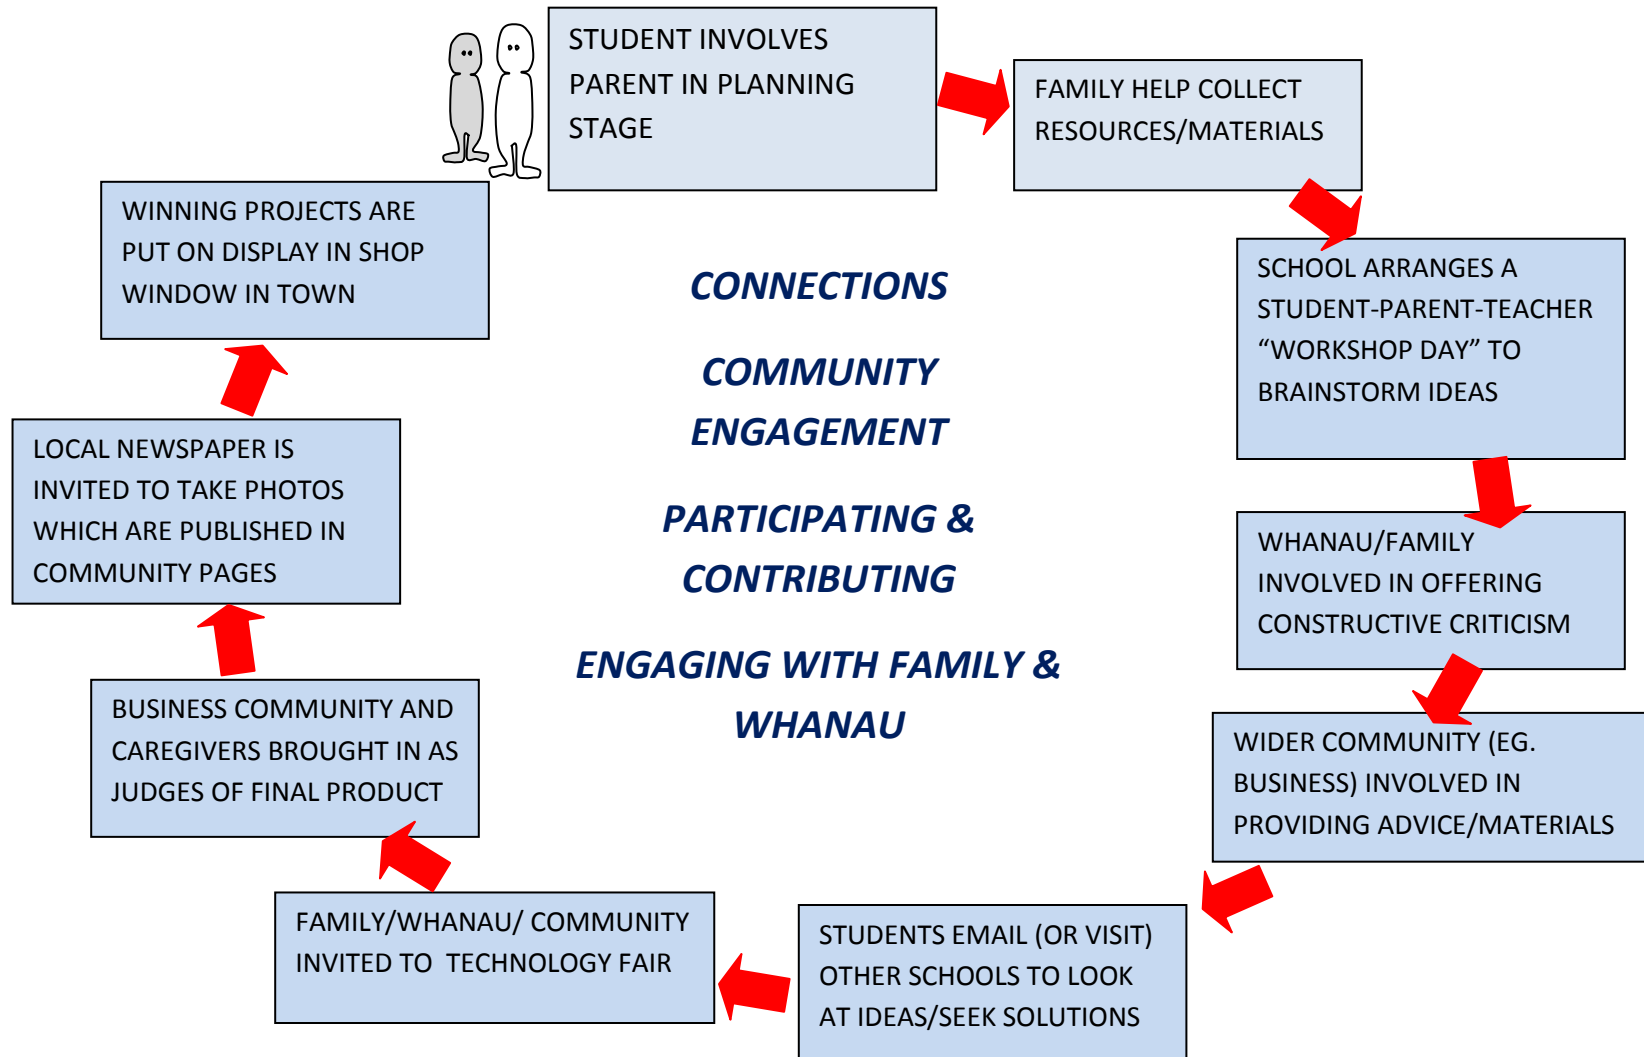 STUDENT INVOLVES
PARENT IN PLANNING
STAGE
FAMILY HELP COLLECT
RESOURCES/MATERIALS
SCHOOL ARRANGES A
STUDENT-PARENT-TEACHER
“WORKSHOP DAY” TO
BRAINSTORM IDEAS
WHANAU/FAMILY
INVOLVED IN OFFERING
CONSTRUCTIVE CRITICISM
WIDER COMMUNITY (EG.
BUSINESS) INVOLVED IN
PROVIDING ADVICE/MATERIALS
STUDENTS EMAIL (OR VISIT)
OTHER SCHOOLS TO LOOK
AT IDEAS/SEEK SOLUTIONS
FAMILY/WHANAU/ COMMUNITY
INVITED TO  TECHNOLOGY FAIR
BUSINESS COMMUNITY AND
CAREGIVERS BROUGHT IN AS
JUDGES OF FINAL PRODUCT
LOCAL NEWSPAPER IS
INVITED TO TAKE PHOTOS
WHICH ARE PUBLISHED IN
COMMUNITY PAGES
WINNING PROJECTS ARE
PUT ON DISPLAY IN SHOP
WINDOW IN TOWN
CONNECTIONS
COMMUNITY
ENGAGEMENT
PARTICIPATING &
CONTRIBUTING
ENGAGING WITH FAMILY &
WHANAU